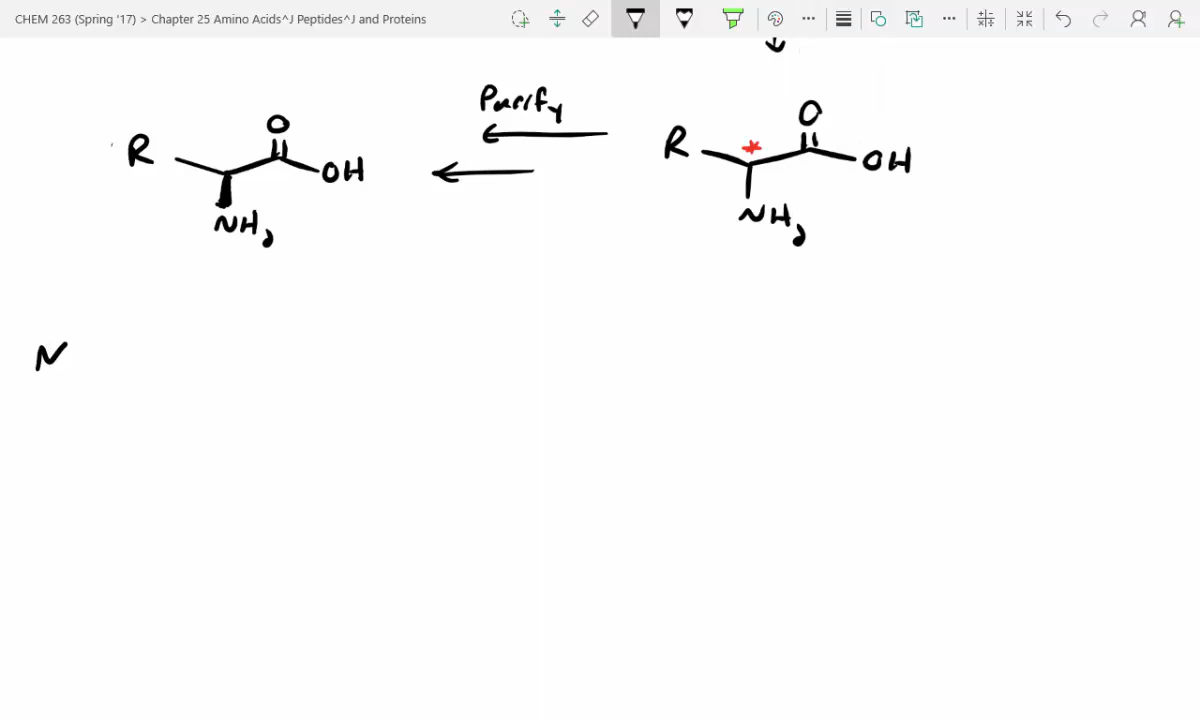 CHEM 263 (Spring '17) > Chapter 25 Amino Acids^J Peptides^J and Proteins
Purify
O
R
OH
NH2
O
R
*
OH
NH2
N